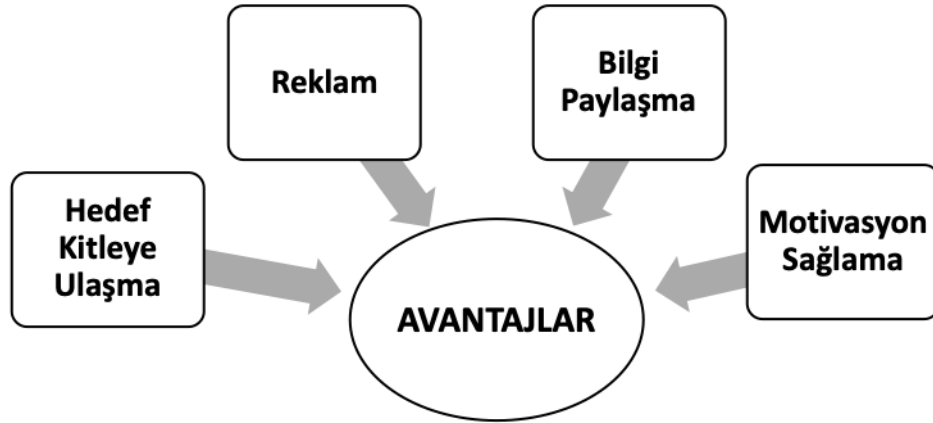 Hedef
Kitleye
Ulaşma
Reklam
Bilgi
Paylaşma
Motivasyon
Sağlama
AVANTAJLAR